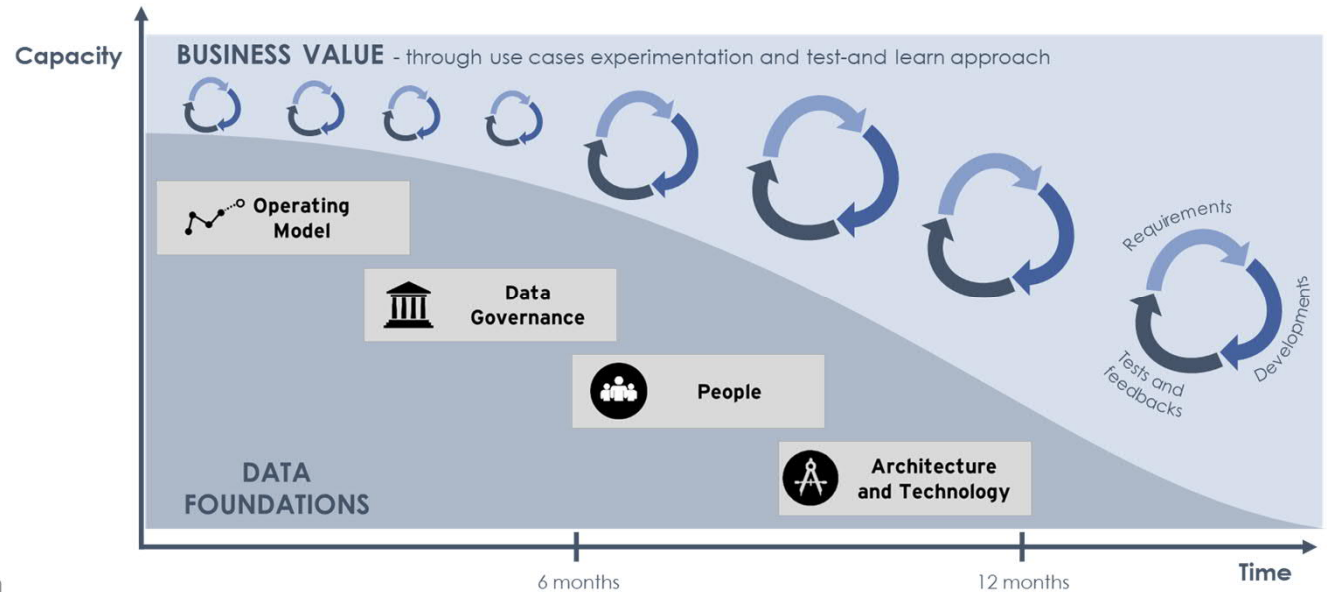 Capacity
BUSINESS VALUE - through use cases experimentation and test-and learn approach
Operating
Model
Data
Governance
People
Architecture
and Technology
DATA
FOUNDATIONS
Requirements
Developments
Tests and
feedbacks
6 months
12 months
Time